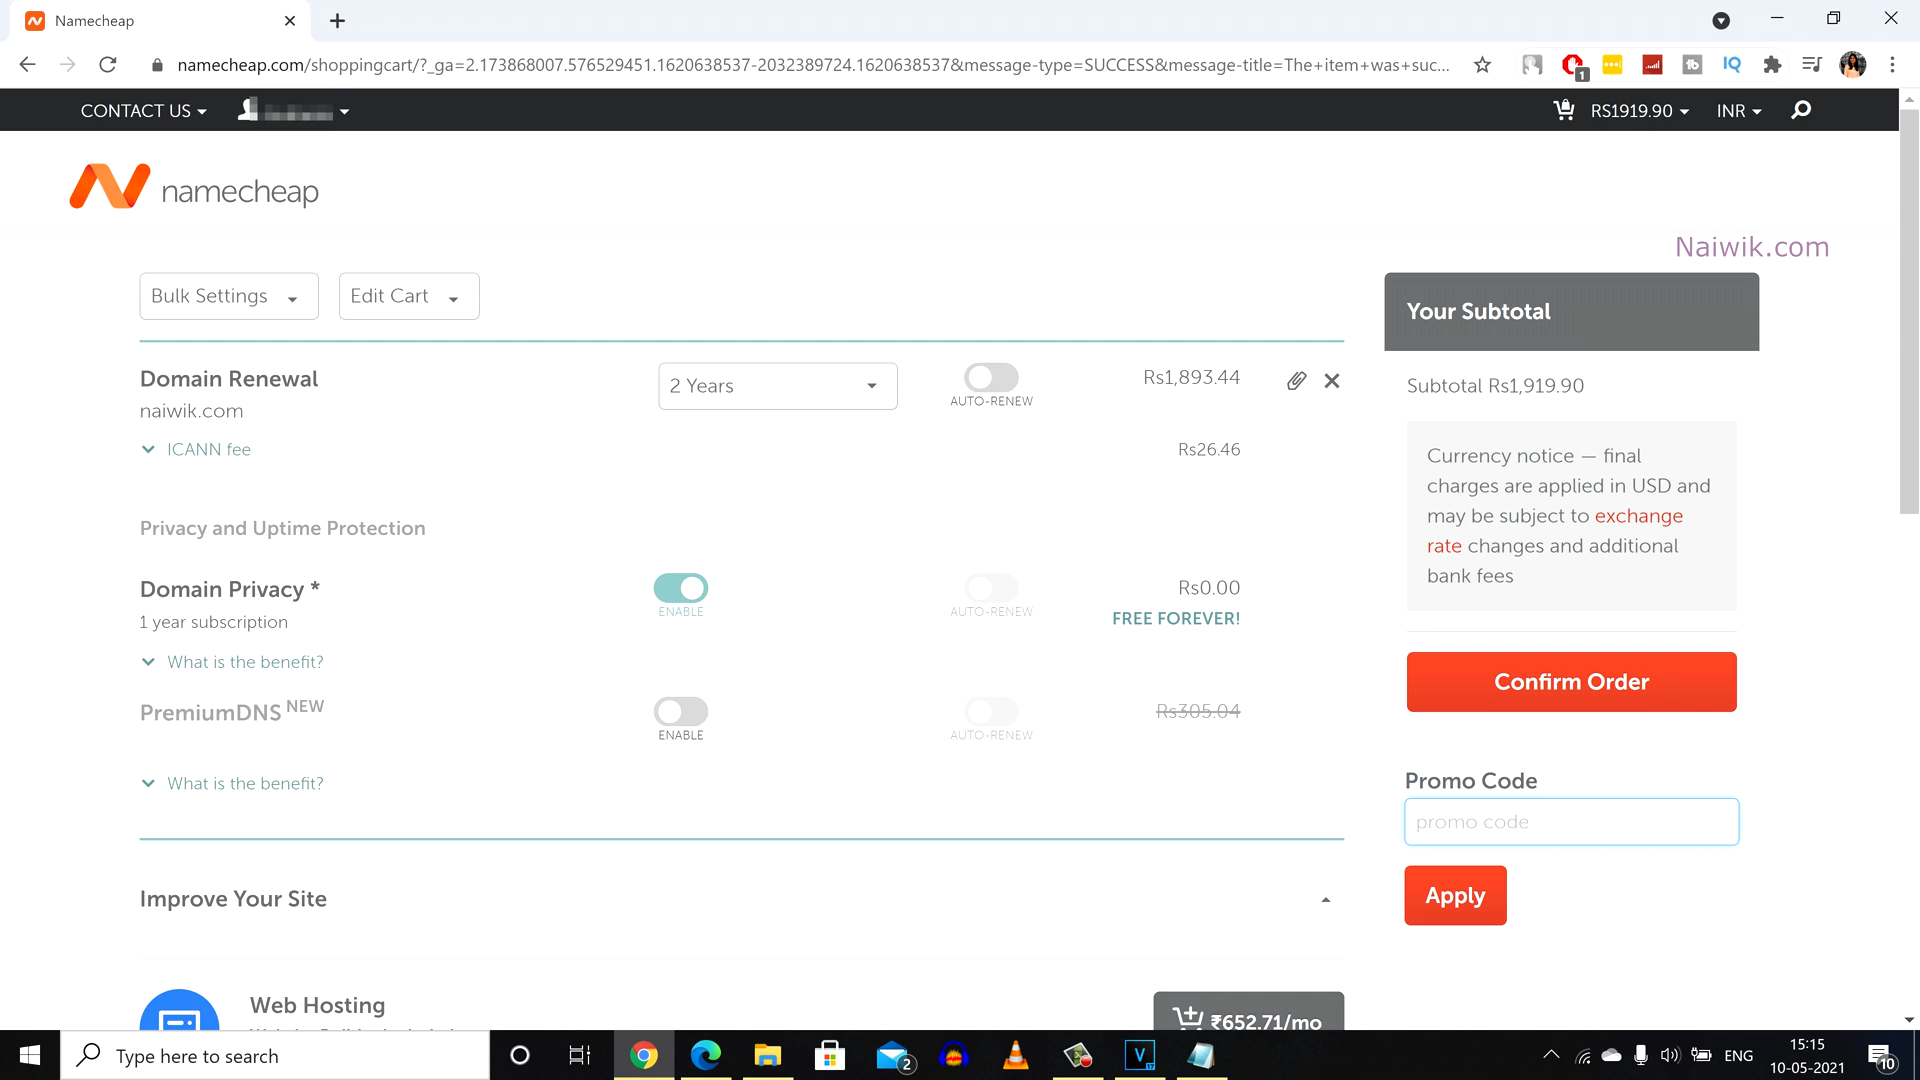 Namecheap
namecheap.com/shoppingcart/?_ga=2.173868007.576529451.1620638537-2032389724.1620638537&message-type=SUCCESS&message-title=The+item+was+suc...
1
IQ
CONTACT US
RS1919.90
INR
namecheap
Naiwik.com
Bulk Settings
Edit Cart
Your Subtotal
Domain Renewal
naiwik.com
2 Years
AUTO-RENEW
Rs1,893.44
Subtotal Rs1,919.90
ICANN fee
Rs26.46
Currency notice — final
charges are applied in USD and
may be subject to exchange
rate changes and additional
bank fees
Privacy and Uptime Protection
Domain Privacy *
1 year subscription
ENABLE
AUTO-RENEW
Rs0.00
FREE FOREVER!
What is the benefit?
Confirm Order
PremiumDNS NEW
ENABLE
AUTO-RENEW
Rs305.04
What is the benefit?
Promo Code
promo code
Apply
Improve Your Site
Web Hosting
₹652.71/mo
Type here to search
2
V
ENG
15:15
10-05-2021
10